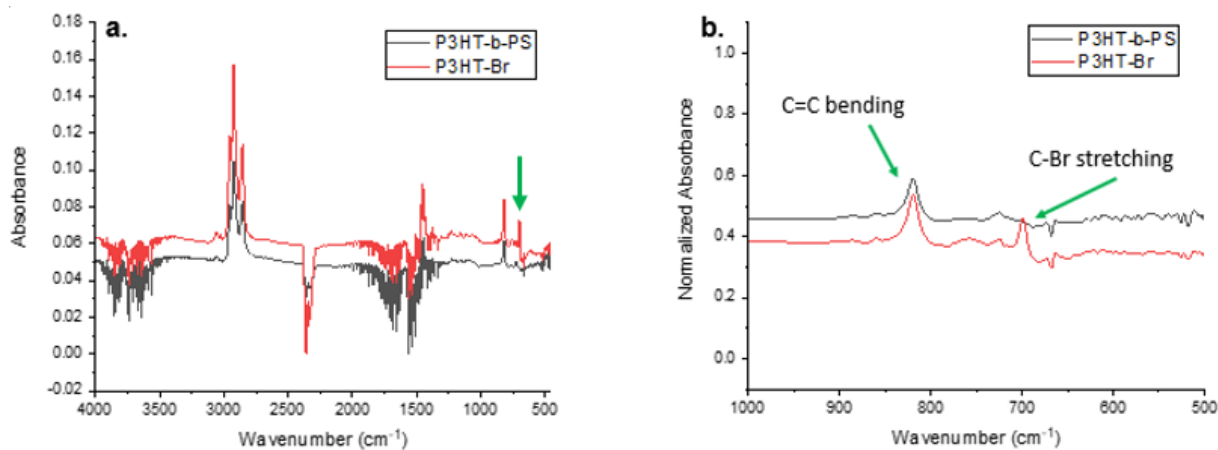 a.
P3HT-b-PS
P3HT-Br
0.18
0.16
0.14
0.12
0.10
0.08
0.06
0.04
0.02
0.00
-0.02
Absorbance
4000 3500 3000 2500 2000 1500 1000 500
Wavenumber (cm⁻¹)
b.
P3HT-b-PS
P3HT-Br
C=C bending
C-Br stretching
1.0
0.8
0.6
0.4
0.2
0.0
Normalized Absorbance
1000 900 800 700 600 500
Wavenumber (cm⁻¹)